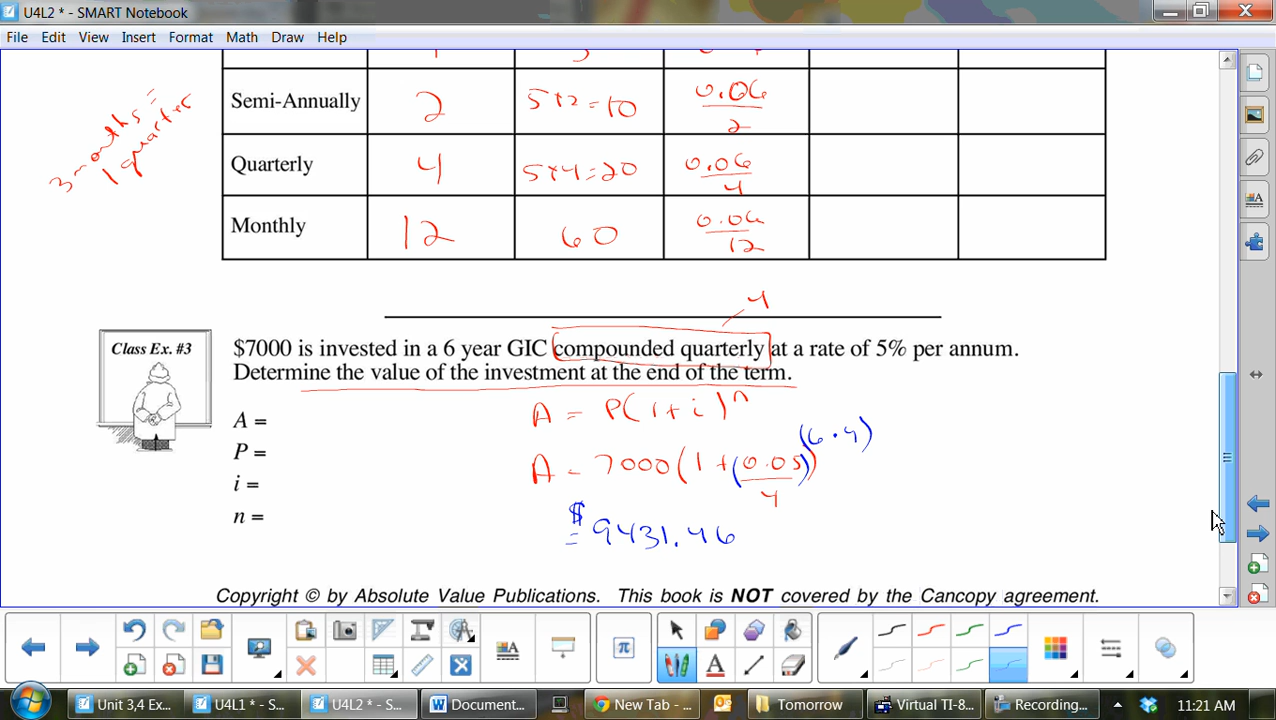 U4L2 * - SMART Notebook
File Edit View Insert Format Math Draw Help
3 months =
1 quarter
Semi-Annually 2 5×2=10 0.06/2
Quarterly 4 5×4=20 0.06/4
Monthly 12 60 0.06/12
4
Class Ex. #3
$7000 is invested in a 6 year GIC compounded quarterly at a rate of 5% per annum.
Determine the value of the investment at the end of the term.
A =
P =
i =
n =
A = P(1+i)^n
A = 7000(1+(0.05/4))^(6·4)
= $9431.46
Copyright © by Absolute Value Publications. This book is NOT covered by the Cancopy agreement.
π
A
Unit 3,4 Ex...
U4L1 * - S...
U4L2 * - S...
Document...
New Tab - ...
Tomorrow
Virtual TI-8...
Recording...
11:21 AM